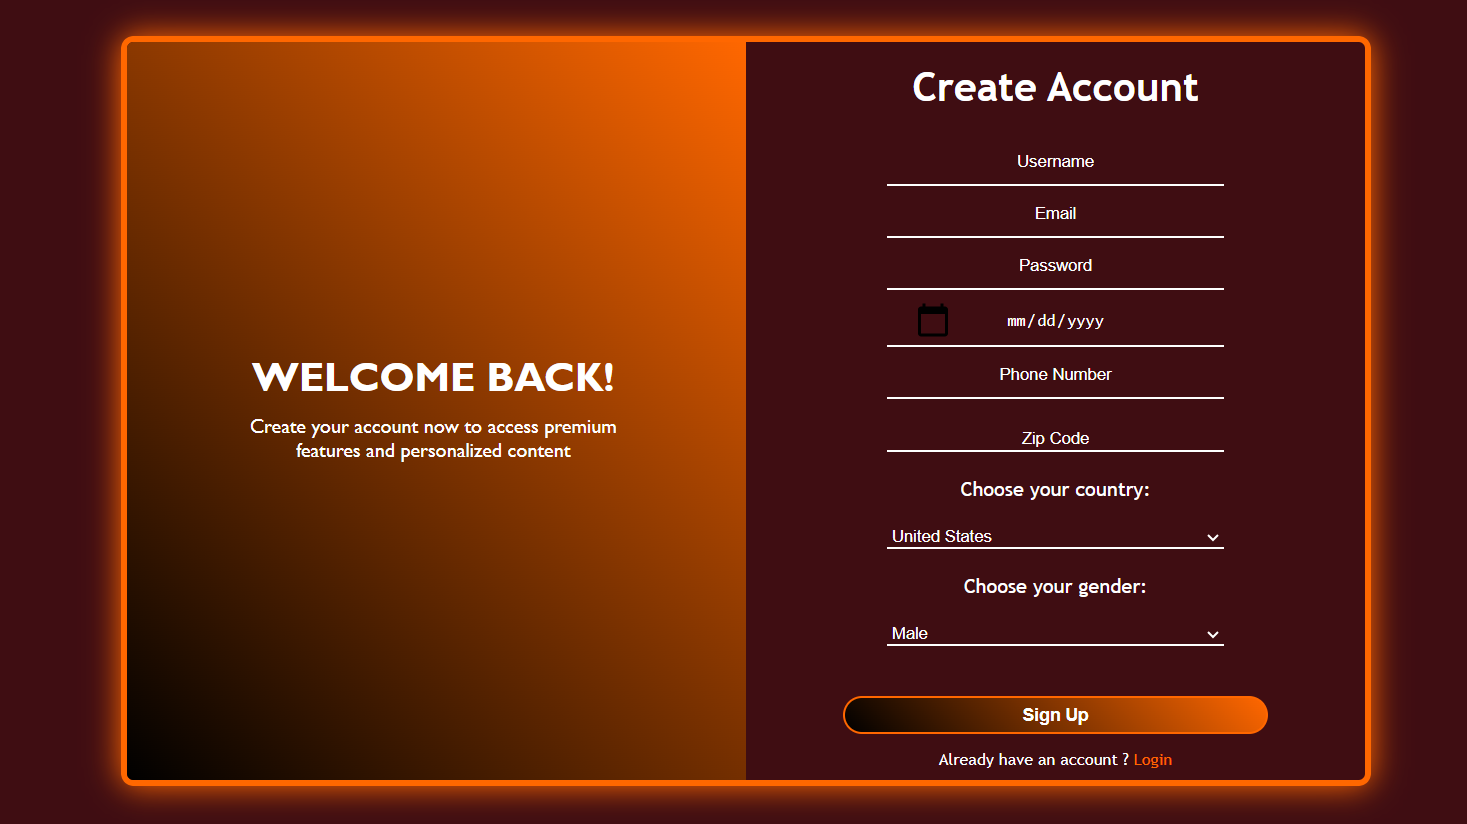 WELCOME BACK!
Create your account now to access premium
features and personalized content
Create Account
Username
Email
Password
mm/dd/yyyy
Phone Number
Zip Code
Choose your country:
United States
Choose your gender:
Male
Sign Up
Already have an account ? Login